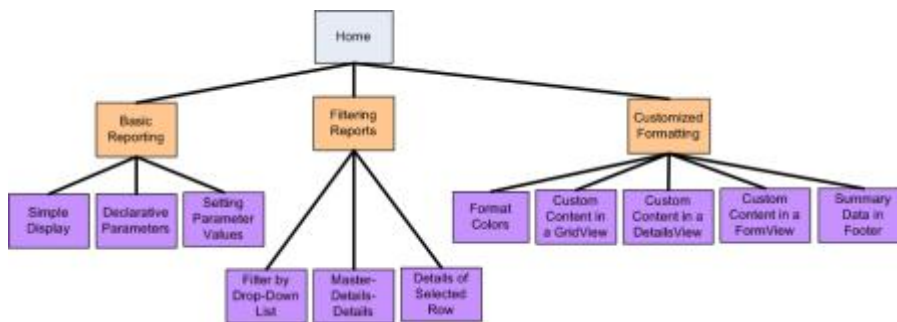 Home
Basic
Reporting
Filtering
Reports
Customized
Formatting
Simple
Display
Declarative
Parameters
Setting
Parameter
Values
Format
Colors
Custom
Content in
a GridView
Custom
Content in a
DetailsView
Custom
Content in a
FormView
Summary
Data in
Footer
Filter by
Drop-Down
List
Master-
Details-
Details
Details of
Selected
Row